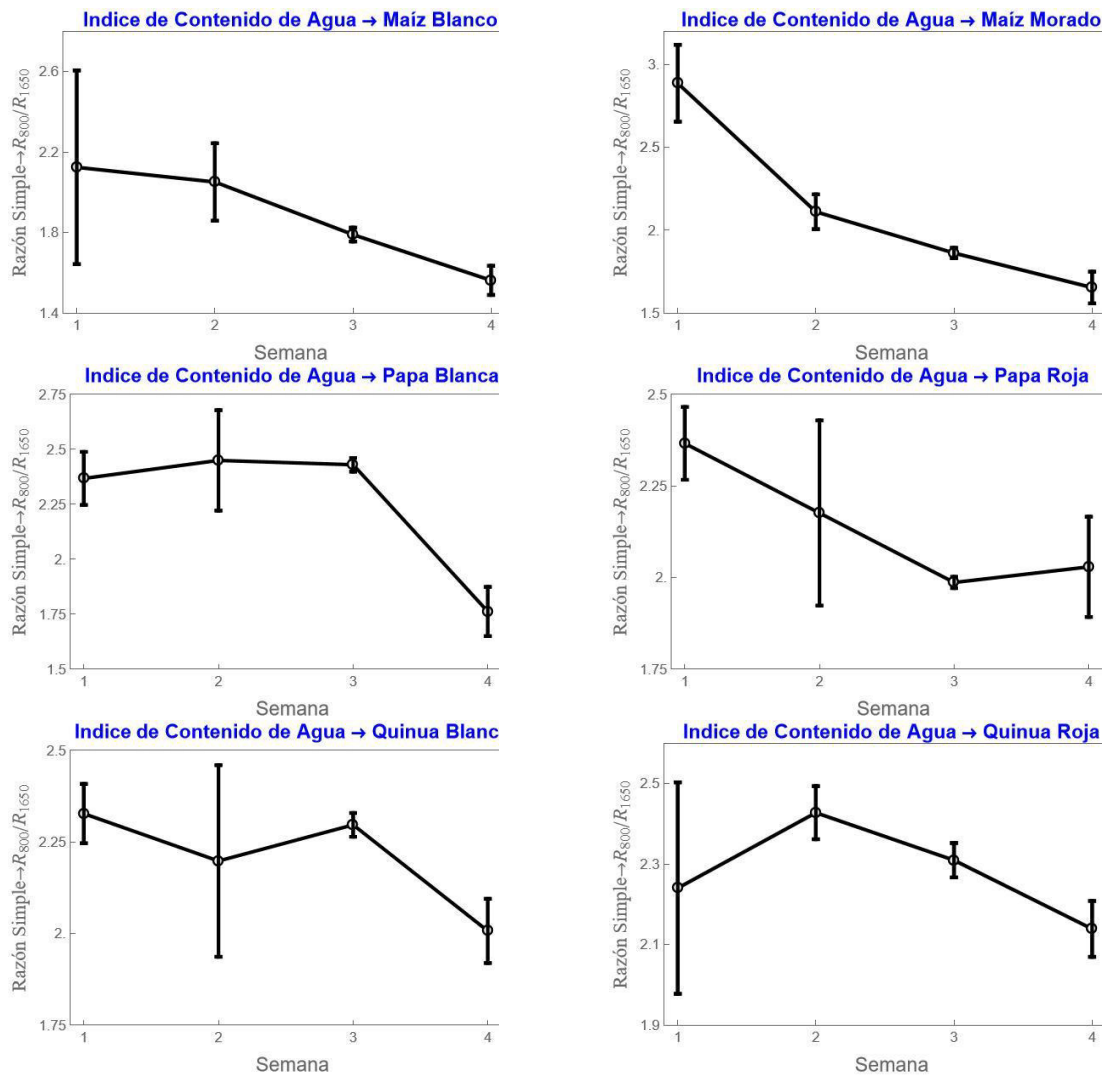 Indice de Contenido de Agua → Maíz Blanco
Razón Simple→R800/R1650
2.6
2.2
1.8
1.4
1 2 3 4
Semana
Indice de Contenido de Agua → Maíz Morado
Razón Simple→R800/R1650
3.
2.5
2.
1.5
1 2 3 4
Semana
Indice de Contenido de Agua → Papa Blanca
Razón Simple→R800/R1650
2.75
2.5
2.25
2.
1.75
1.5
1 2 3 4
Semana
Indice de Contenido de Agua → Papa Roja
Razón Simple→R800/R1650
2.5
2.25
2.
1.75
1 2 3 4
Semana
Indice de Contenido de Agua → Quinua Blanc
Razón Simple→R800/R1650
2.5
2.25
2.
1.75
1 2 3 4
Semana
Indice de Contenido de Agua → Quinua Roja
Razón Simple→R800/R1650
2.5
2.3
2.1
1.9
1 2 3 4
Semana